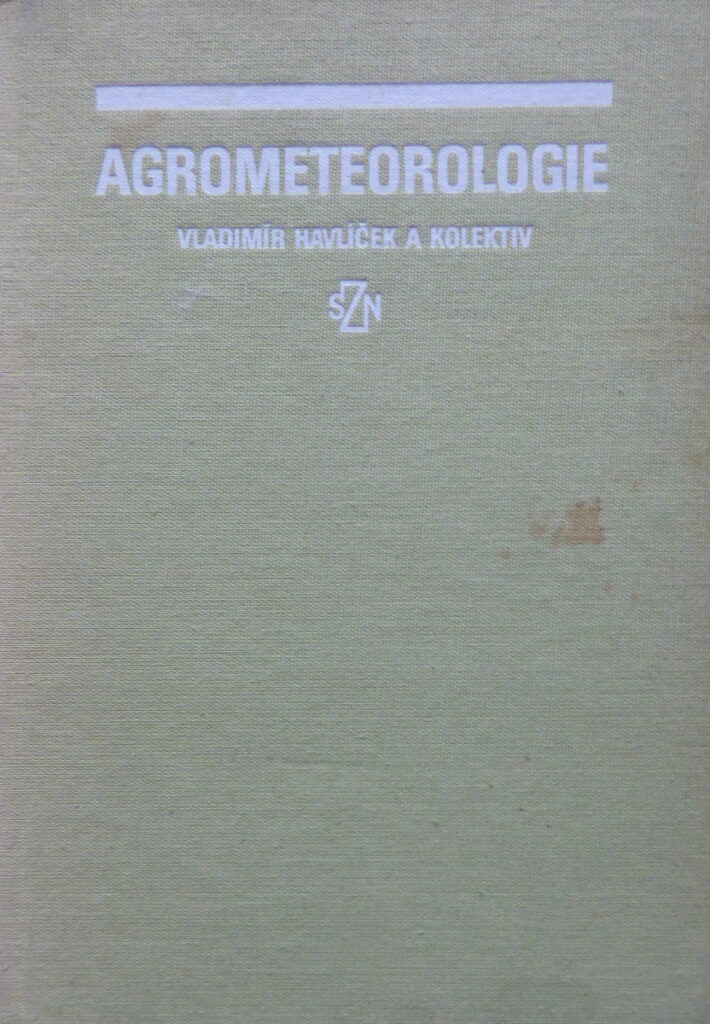 AGROMETEOROLOGIE
VLADIMÍR HAVLÍČEK A KOLEKTIV
SZN